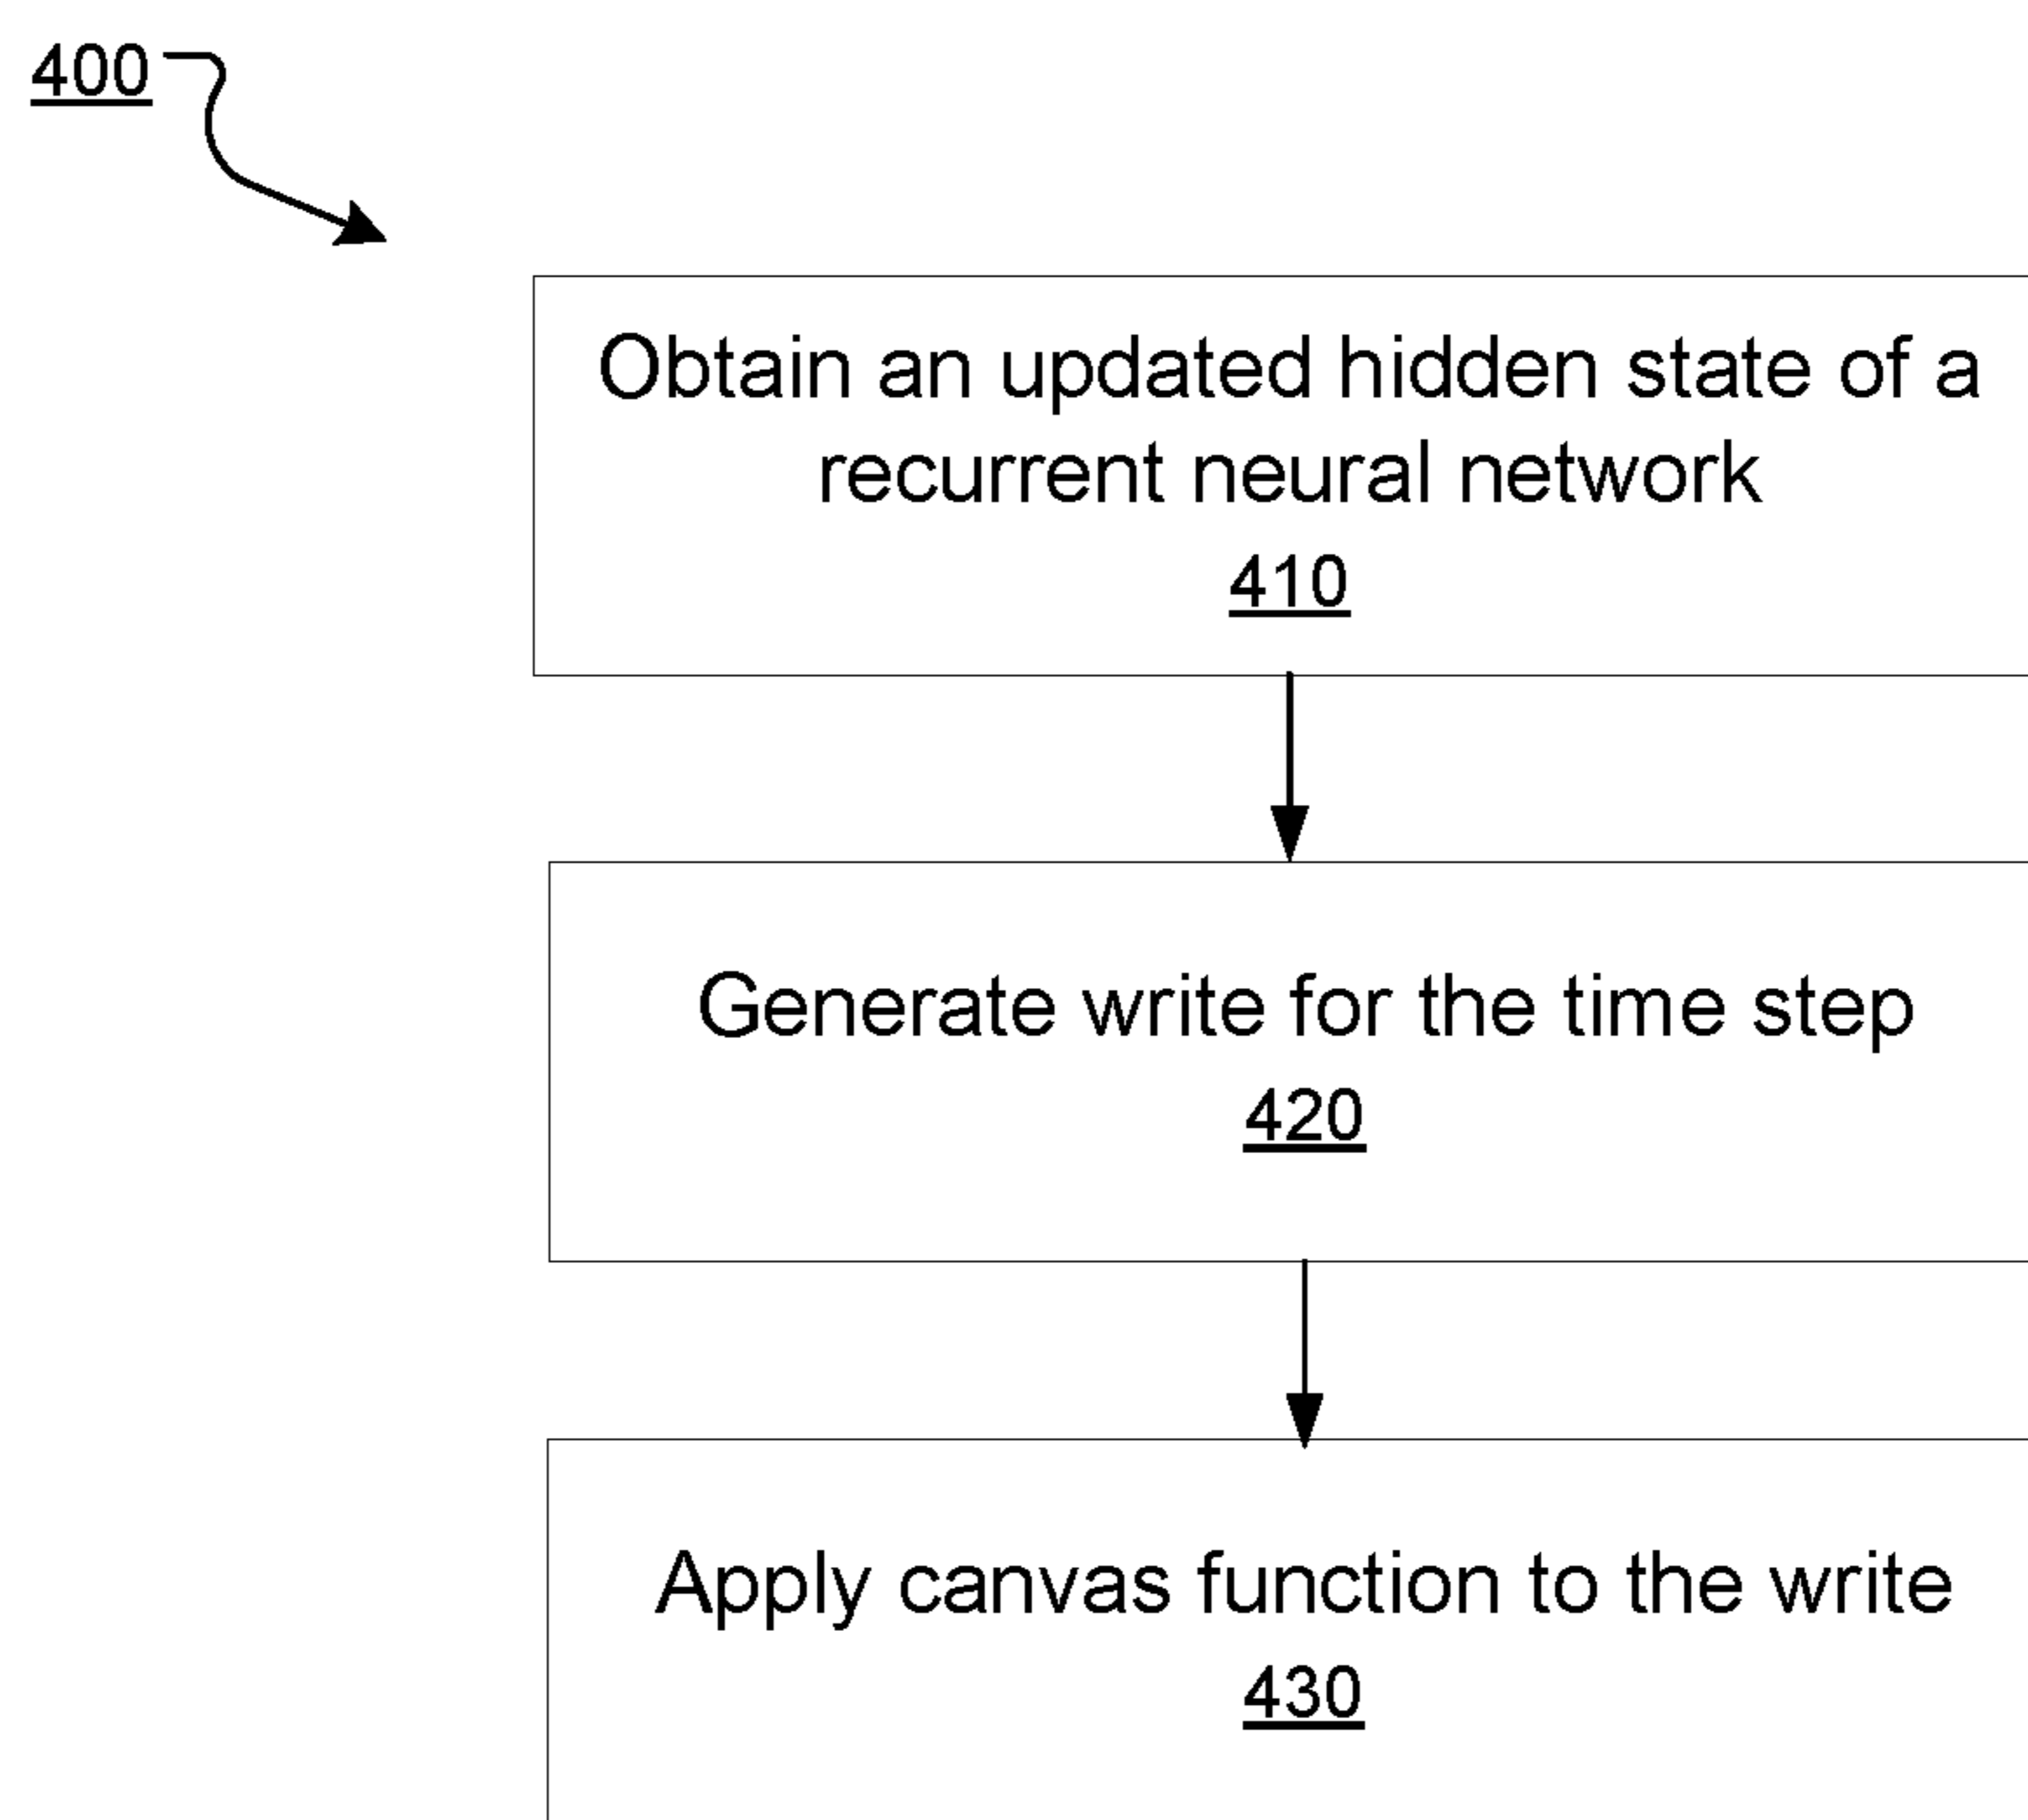 400
Obtain an updated hidden state of a
recurrent neural network
410
Generate write for the time step
420
Apply canvas function to the write
430